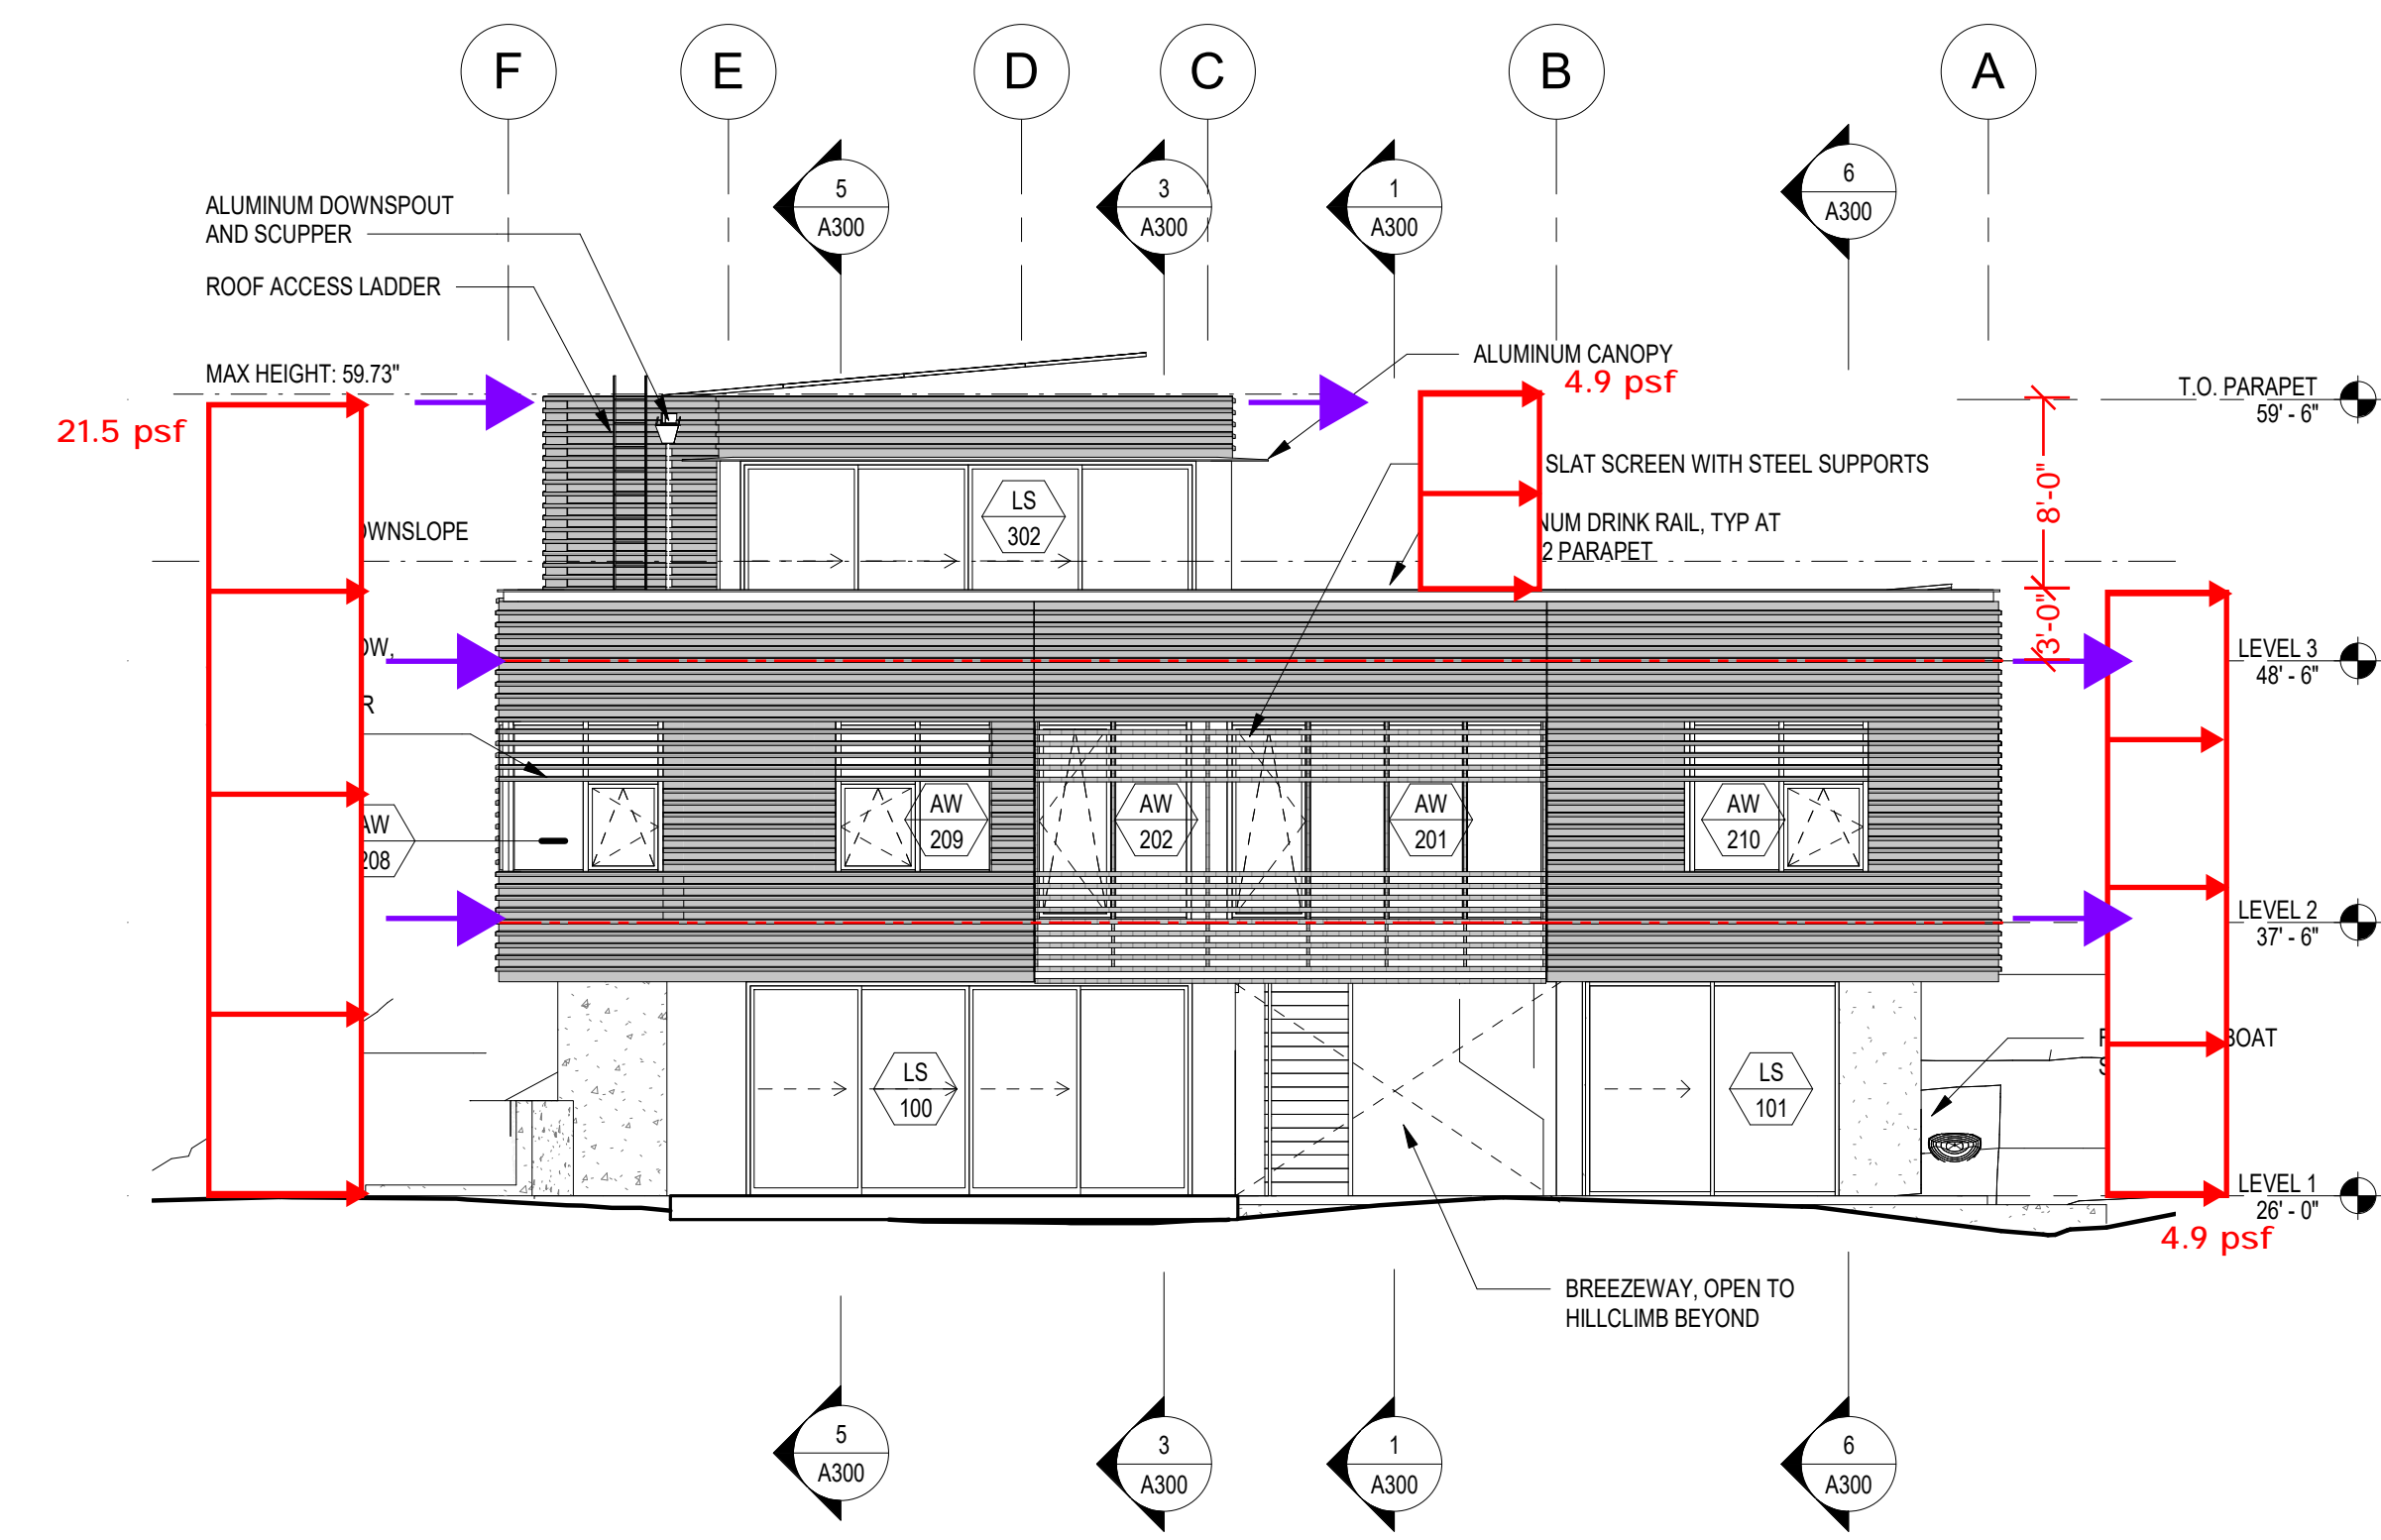 F
E
D
C
B
A
5
A300
3
A300
1
A300
6
A300
ALUMINUM DOWNSPOUT
AND SCUPPER
ROOF ACCESS LADDER
MAX HEIGHT: 59.73"
21.5 psf
ALUMINUM CANOPY
4.9 psf
T.O. PARAPET
59' - 6"
SLAT SCREEN WITH STEEL SUPPORTS
8'-0"
LS
302
DRINK RAIL, TYP AT
2 PARAPET
3'-0"
LEVEL 3
48' - 6"
AW
208
AW
209
AW
202
AW
201
AW
210
LEVEL 2
37' - 6"
LS
100
LS
101
BOAT
LEVEL 1
26' - 0"
4.9 psf
BREEZEWAY, OPEN TO
HILLCLIMB BEYOND
5
A300
3
A300
1
A300
6
A300